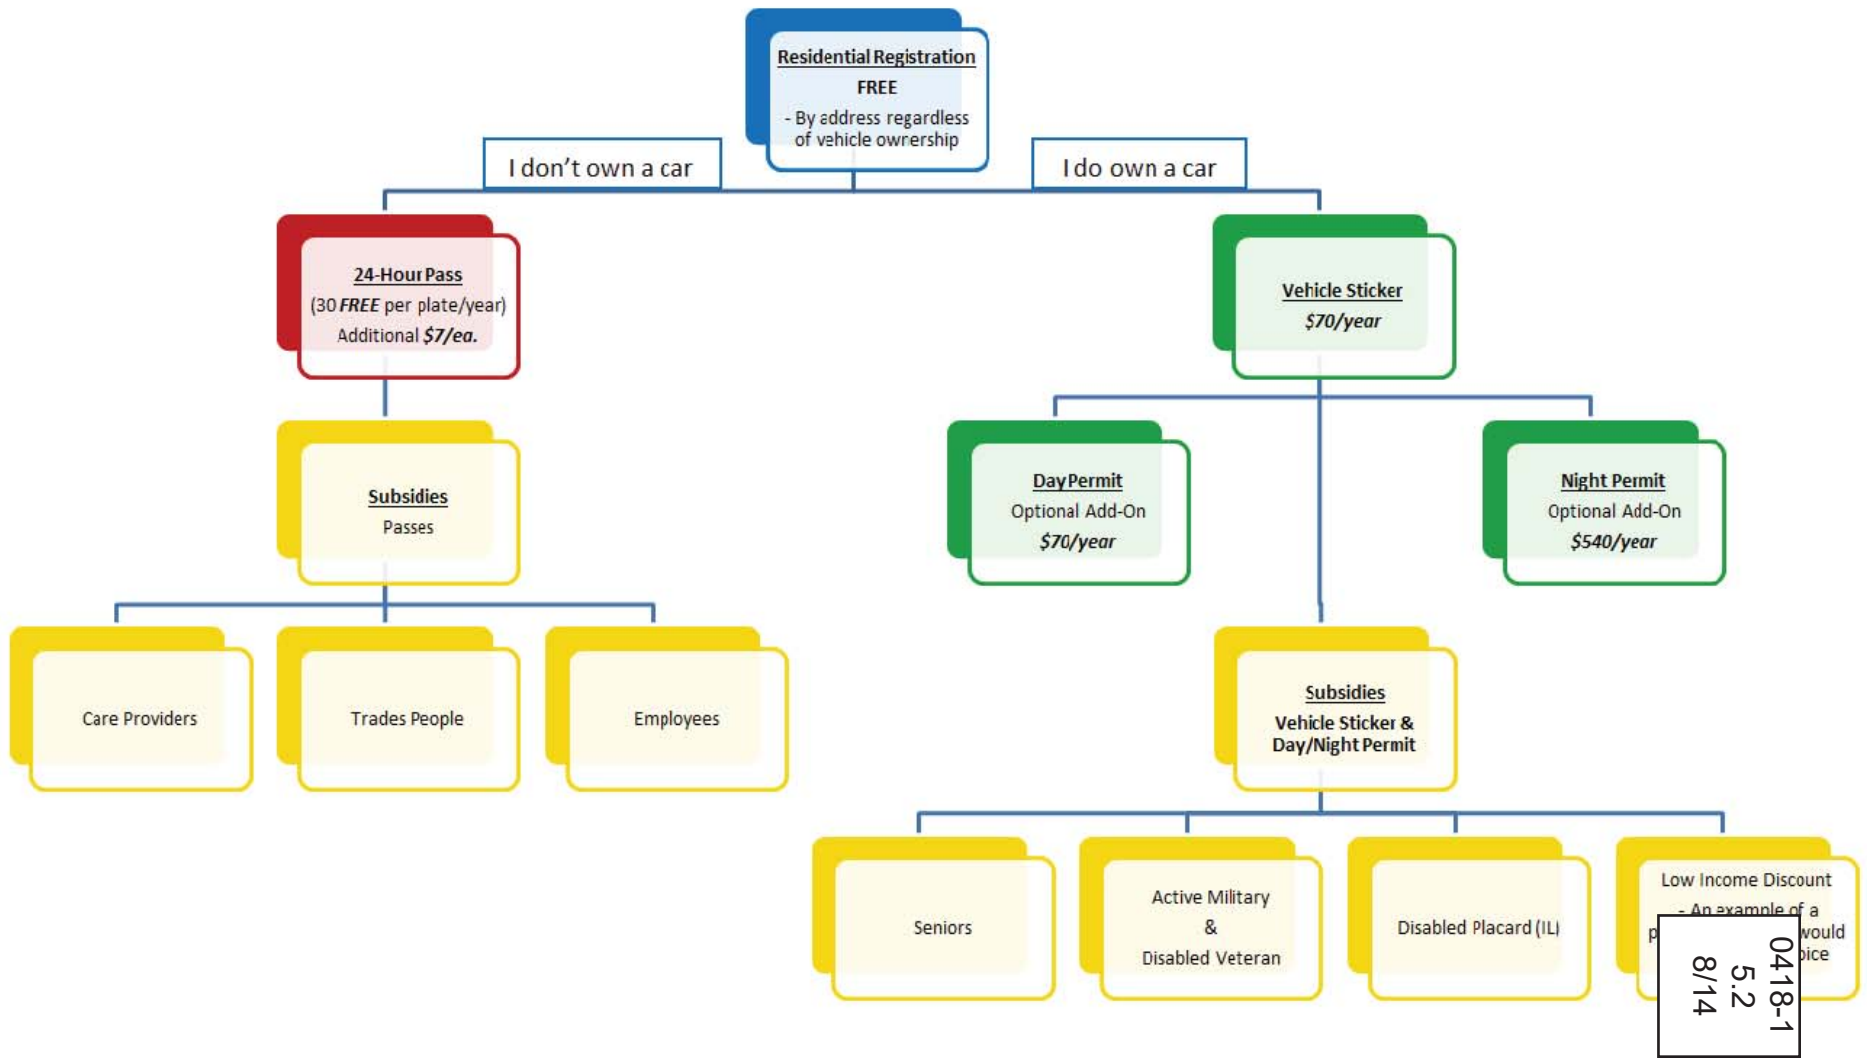 Residential Registration
FREE
- By address regardless
of vehicle ownership
I don't own a car
I do own a car
24-Hour Pass
(30 FREE per plate/year)
Additional $7/ea.
Vehicle Sticker
$70/year
Subsidies
Passes
Day Permit
Optional Add-On
$70/year
Night Permit
Optional Add-On
$540/year
Care Providers
Trades People
Employees
Subsidies
Vehicle Sticker &
Day/Night Permit
Seniors
Active Military
&
Disabled Veteran
Disabled Placard (IL)
Low Income Discount
- An example of a
would
0418-1
5.2
8/14